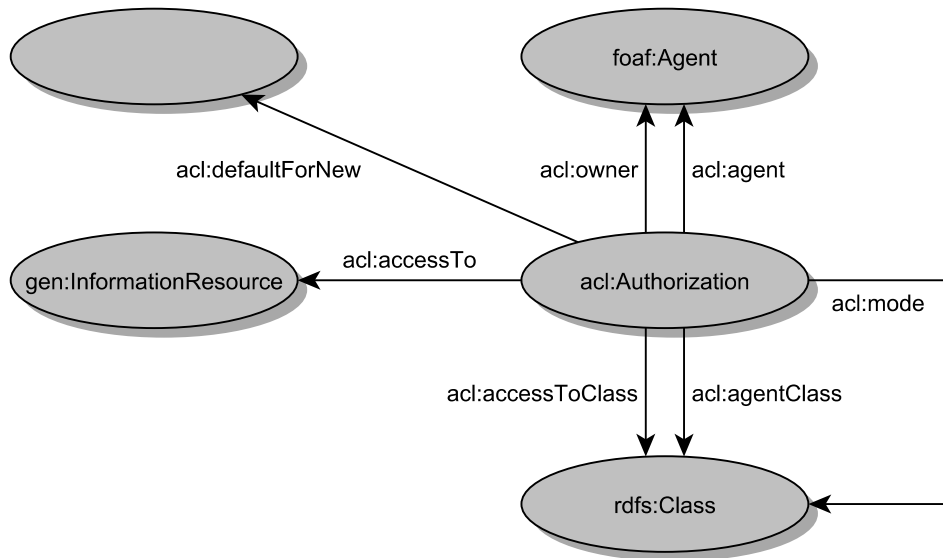 foaf:Agent
acl:defaultForNew
acl:owner
acl:agent
acl:accessTo
gen:InformationResource
acl:Authorization
acl:mode
acl:accessToClass
acl:agentClass
rdfs:Class